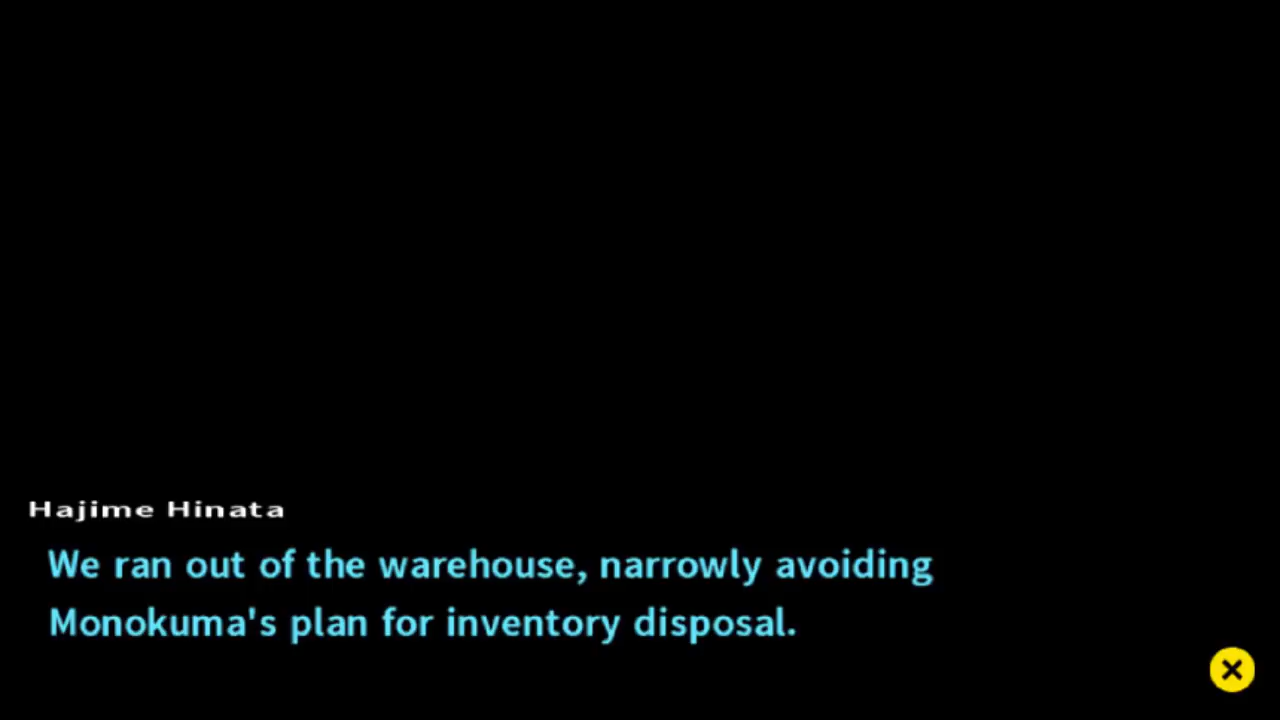 Hajime Hinata
We ran out of the warehouse, narrowly avoiding
Monokuma's plan for inventory disposal.